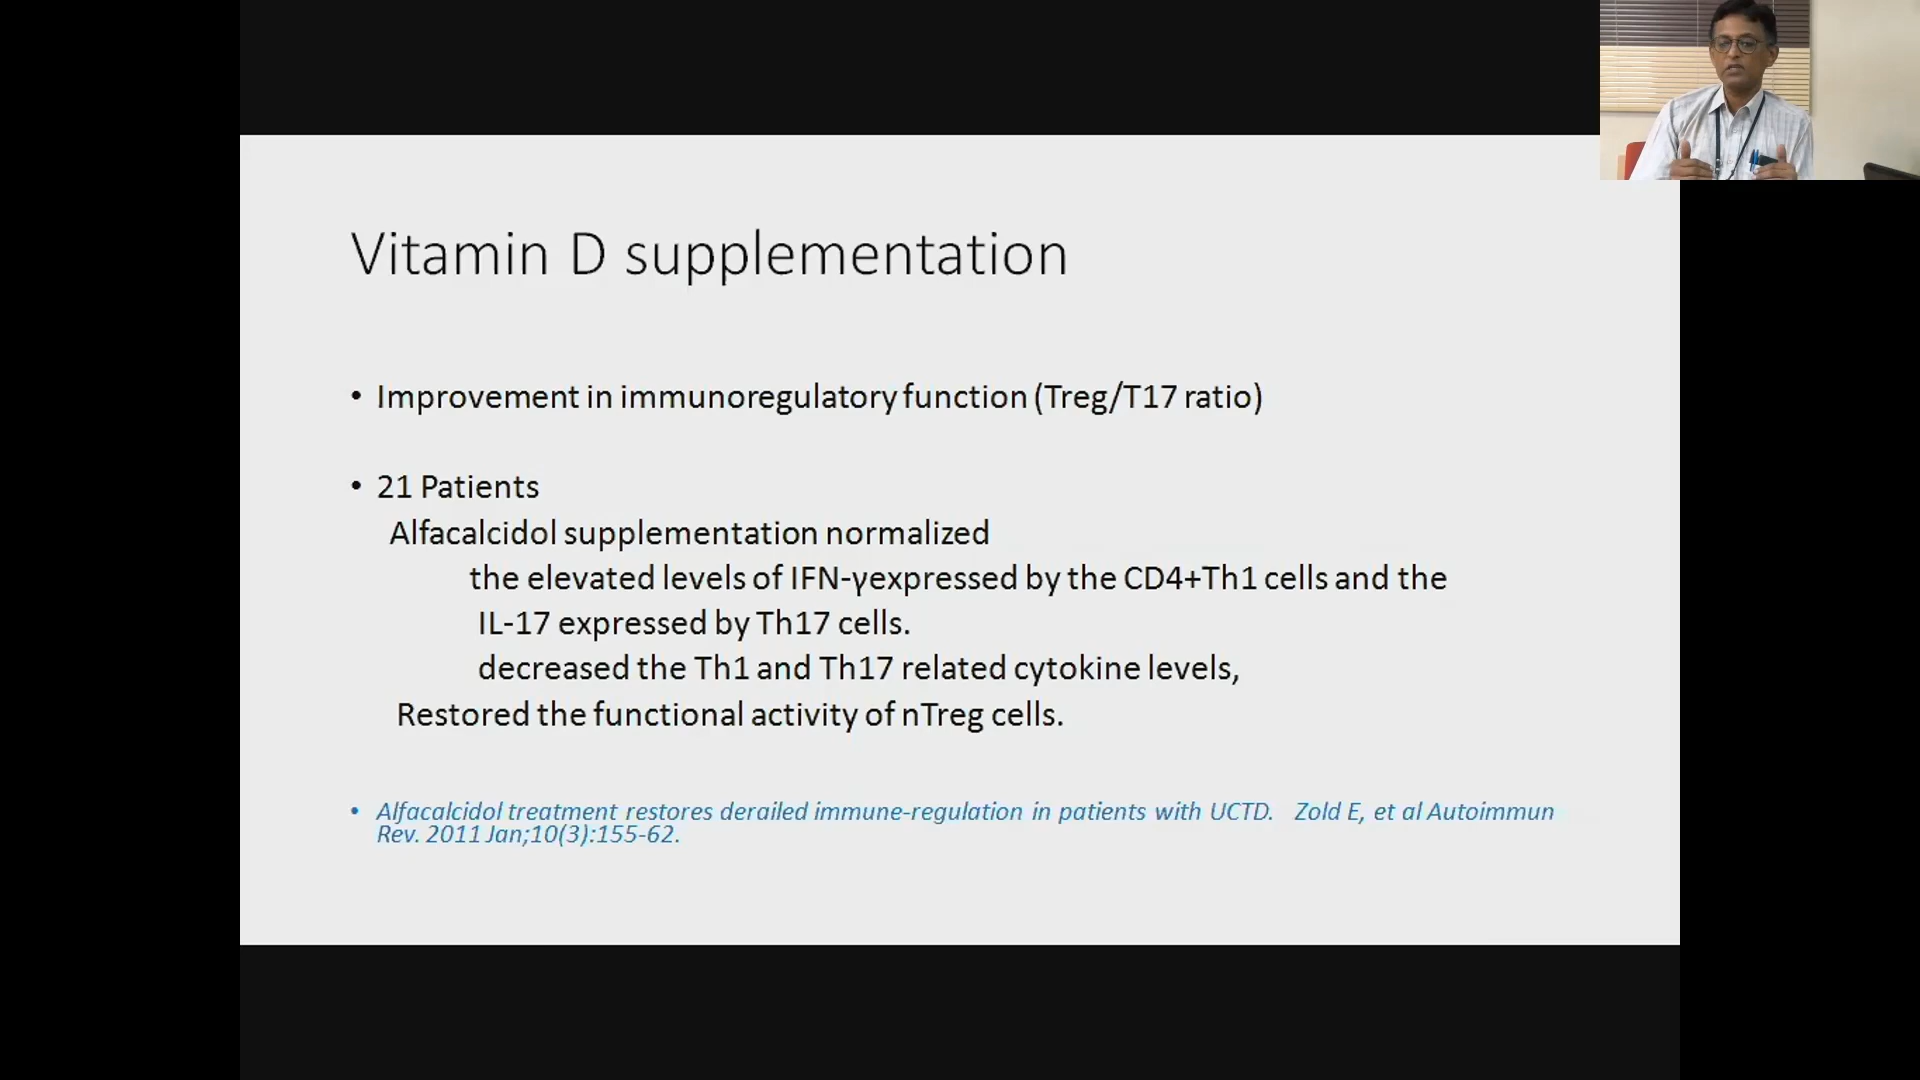 Vitamin D supplementation
• Improvement in immunoregulatory function (Treg/T17 ratio)
• 21 Patients
Alfacalcidol supplementation normalized
the elevated levels of IFN-γexpressed by the CD4+Th1 cells and the
IL-17 expressed by Th17 cells.
decreased the Th1 and Th17 related cytokine levels,
Restored the functional activity of nTreg cells.
• Alfacalcidol treatment restores derailed immune-regulation in patients with UCTD. Zold E, et al Autoimmun
Rev. 2011 Jan;10(3):155-62.